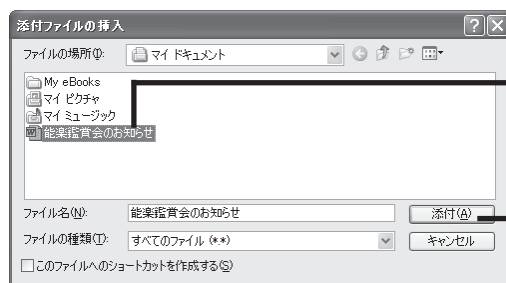 添付ファイルの挿入
ファイルの場所(I):
マイ ドキュメント
My eBooks
マイ ピクチャ
マイ ミュージック
能楽鑑賞会のお知らせ
ファイル名(N):
能楽鑑賞会のお知らせ
添付(A)
ファイルの種類(T):
すべてのファイル (*.*)
キャンセル
このファイルへのショートカットを作成する(S)